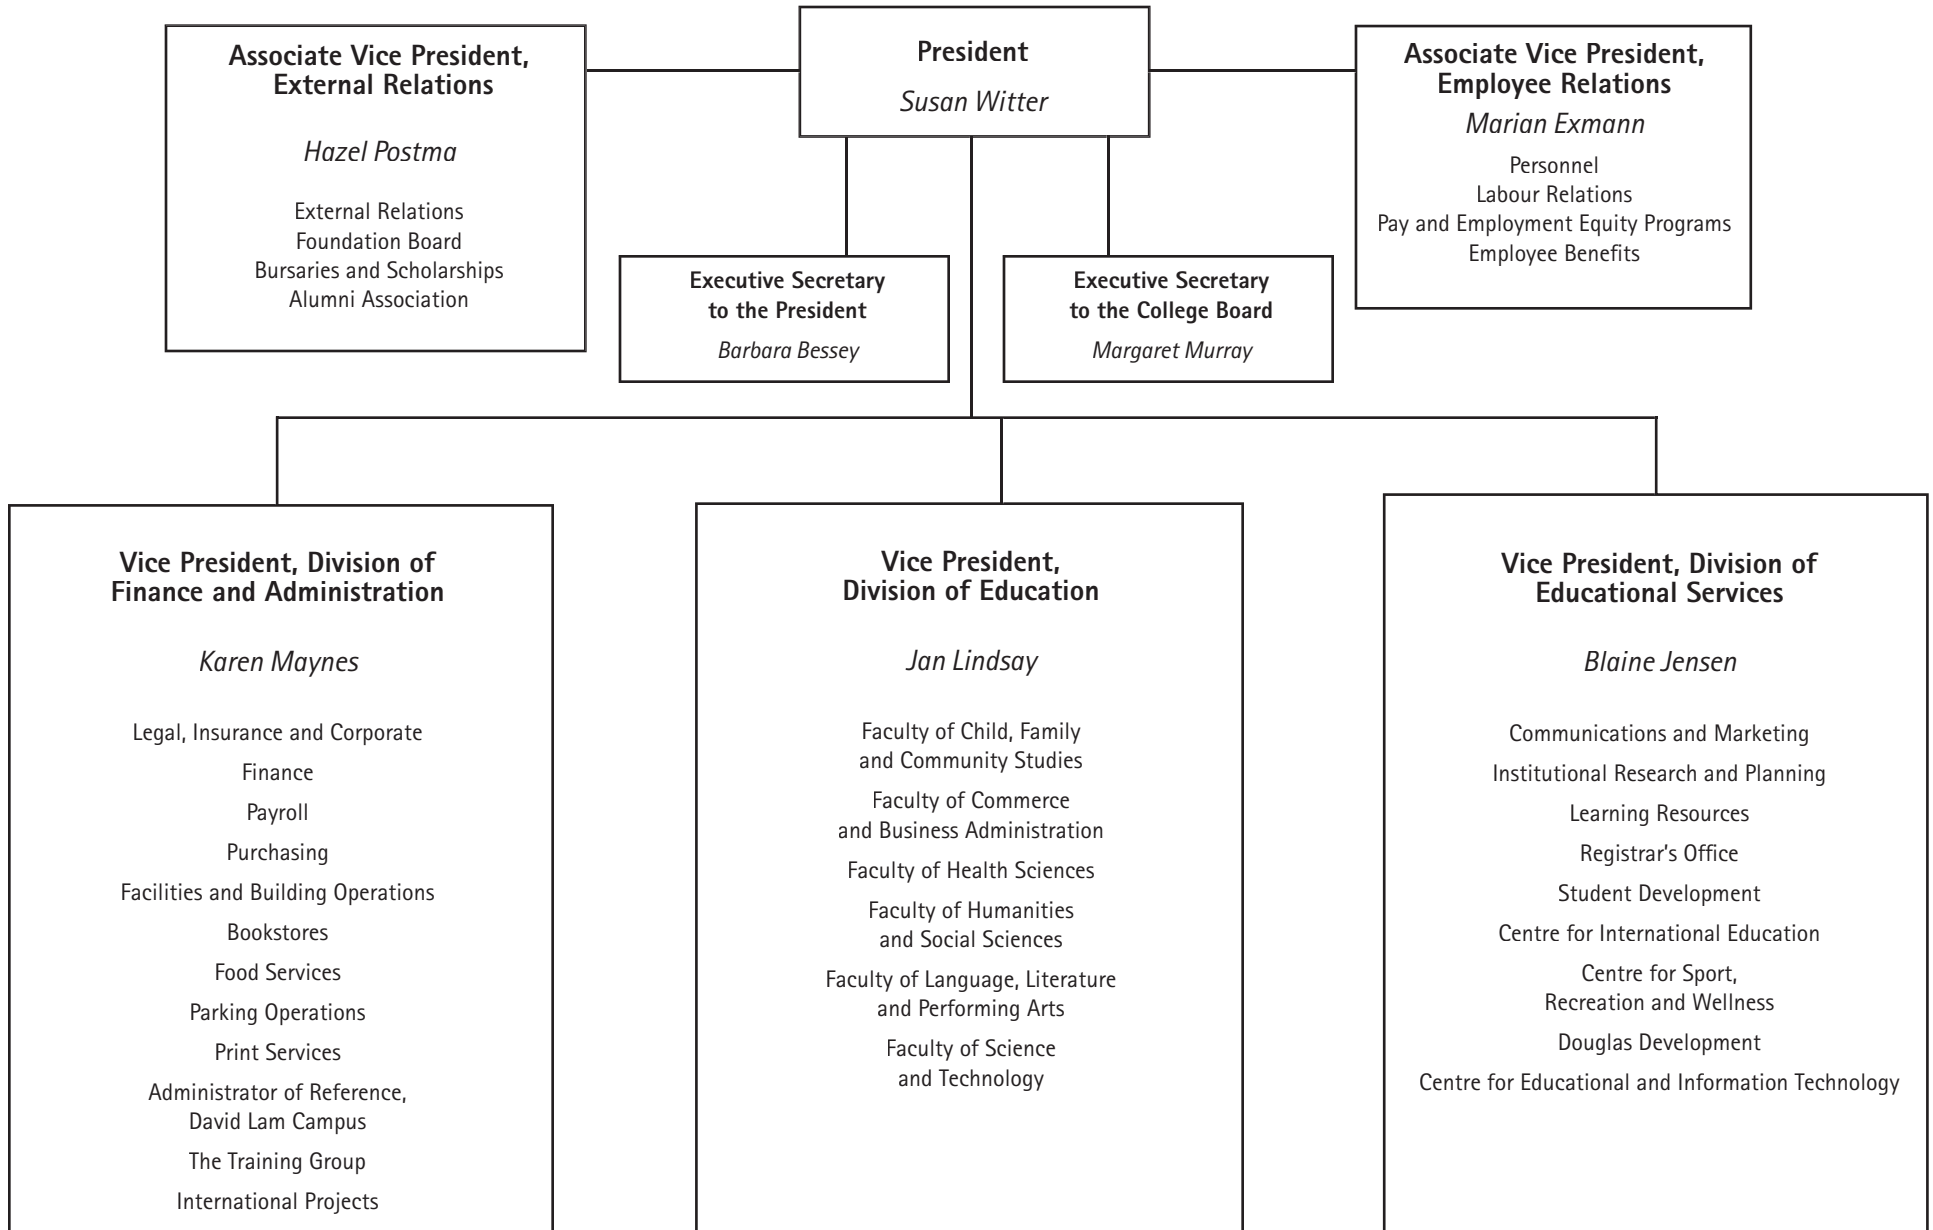 Associate Vice President,
External Relations
Hazel Postma
External Relations
Foundation Board
Bursaries and Scholarships
Alumni Association
President
Susan Witter
Associate Vice President,
Employee Relations
Marian Exmann
Personnel
Labour Relations
Pay and Employment Equity Programs
Employee Benefits
Executive Secretary
to the President
Barbara Bessey
Executive Secretary
to the College Board
Margaret Murray
Vice President, Division of
Finance and Administration
Karen Maynes
Legal, Insurance and Corporate
Finance
Payroll
Purchasing
Facilities and Building Operations
Bookstores
Food Services
Parking Operations
Print Services
Administrator of Reference,
David Lam Campus
The Training Group
International Projects
Vice President,
Division of Education
Jan Lindsay
Faculty of Child, Family
and Community Studies
Faculty of Commerce
and Business Administration
Faculty of Health Sciences
Faculty of Humanities
and Social Sciences
Faculty of Language, Literature
and Performing Arts
Faculty of Science
and Technology
Vice President, Division of
Educational Services
Blaine Jensen
Communications and Marketing
Institutional Research and Planning
Learning Resources
Registrar's Office
Student Development
Centre for International Education
Centre for Sport,
Recreation and Wellness
Douglas Development
Centre for Educational and Information Technology